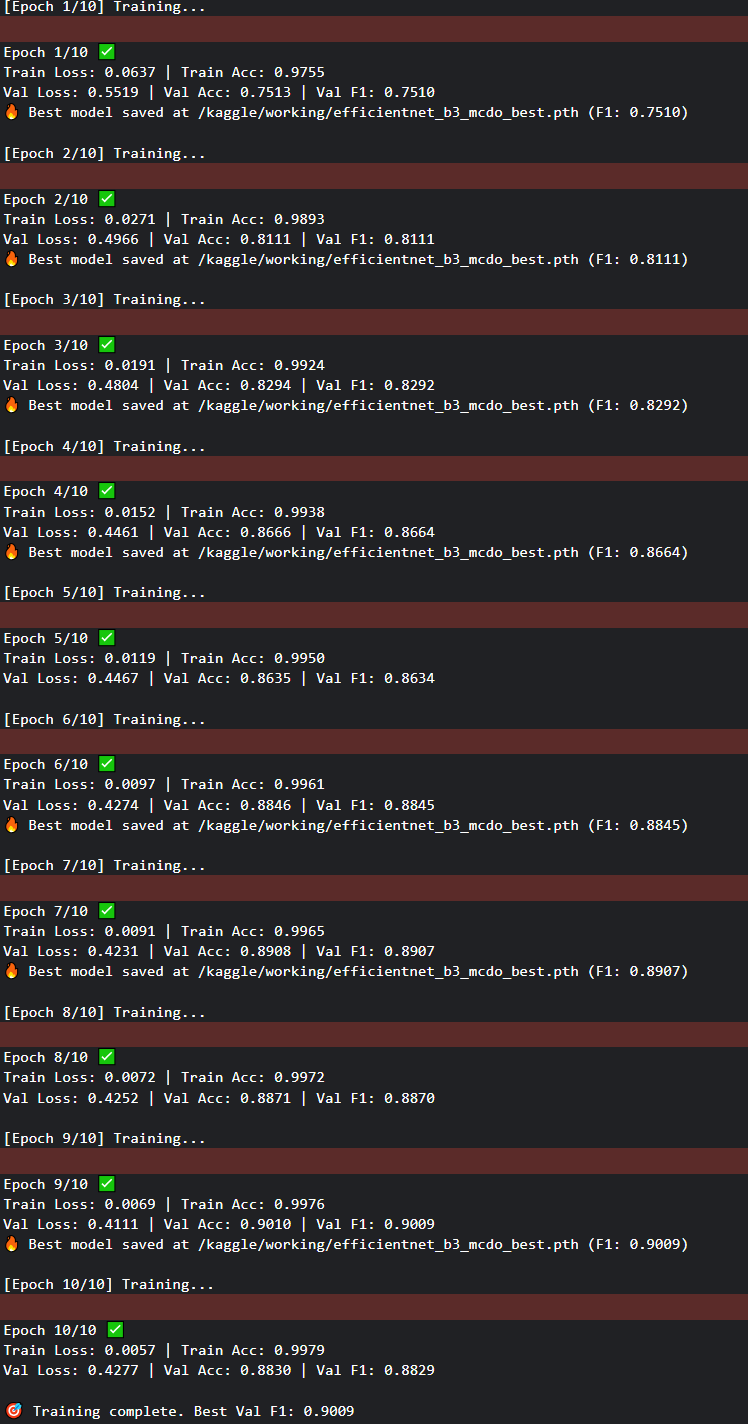 [Epoch 1/10] Training...
Epoch 1/10 ✅
Train Loss: 0.0637 | Train Acc: 0.9755
Val Loss: 0.5519 | Val Acc: 0.7513 | Val F1: 0.7510
🔥 Best model saved at /kaggle/working/efficientnet_b3_mcdo_best.pth (F1: 0.7510)
[Epoch 2/10] Training...
Epoch 2/10 ✅
Train Loss: 0.0271 | Train Acc: 0.9893
Val Loss: 0.4966 | Val Acc: 0.8111 | Val F1: 0.8111
🔥 Best model saved at /kaggle/working/efficientnet_b3_mcdo_best.pth (F1: 0.8111)
[Epoch 3/10] Training...
Epoch 3/10 ✅
Train Loss: 0.0191 | Train Acc: 0.9924
Val Loss: 0.4804 | Val Acc: 0.8294 | Val F1: 0.8292
🔥 Best model saved at /kaggle/working/efficientnet_b3_mcdo_best.pth (F1: 0.8292)
[Epoch 4/10] Training...
Epoch 4/10 ✅
Train Loss: 0.0152 | Train Acc: 0.9938
Val Loss: 0.4461 | Val Acc: 0.8666 | Val F1: 0.8664
🔥 Best model saved at /kaggle/working/efficientnet_b3_mcdo_best.pth (F1: 0.8664)
[Epoch 5/10] Training...
Epoch 5/10 ✅
Train Loss: 0.0119 | Train Acc: 0.9950
Val Loss: 0.4467 | Val Acc: 0.8635 | Val F1: 0.8634
[Epoch 6/10] Training...
Epoch 6/10 ✅
Train Loss: 0.0097 | Train Acc: 0.9961
Val Loss: 0.4274 | Val Acc: 0.8846 | Val F1: 0.8845
🔥 Best model saved at /kaggle/working/efficientnet_b3_mcdo_best.pth (F1: 0.8845)
[Epoch 7/10] Training...
Epoch 7/10 ✅
Train Loss: 0.0091 | Train Acc: 0.9965
Val Loss: 0.4231 | Val Acc: 0.8908 | Val F1: 0.8907
🔥 Best model saved at /kaggle/working/efficientnet_b3_mcdo_best.pth (F1: 0.8907)
[Epoch 8/10] Training...
Epoch 8/10 ✅
Train Loss: 0.0072 | Train Acc: 0.9972
Val Loss: 0.4252 | Val Acc: 0.8871 | Val F1: 0.8870
[Epoch 9/10] Training...
Epoch 9/10 ✅
Train Loss: 0.0069 | Train Acc: 0.9976
Val Loss: 0.4111 | Val Acc: 0.9010 | Val F1: 0.9009
🔥 Best model saved at /kaggle/working/efficientnet_b3_mcdo_best.pth (F1: 0.9009)
[Epoch 10/10] Training...
Epoch 10/10 ✅
Train Loss: 0.0057 | Train Acc: 0.9979
Val Loss: 0.4277 | Val Acc: 0.8830 | Val F1: 0.8829
🎯 Training complete. Best Val F1: 0.9009